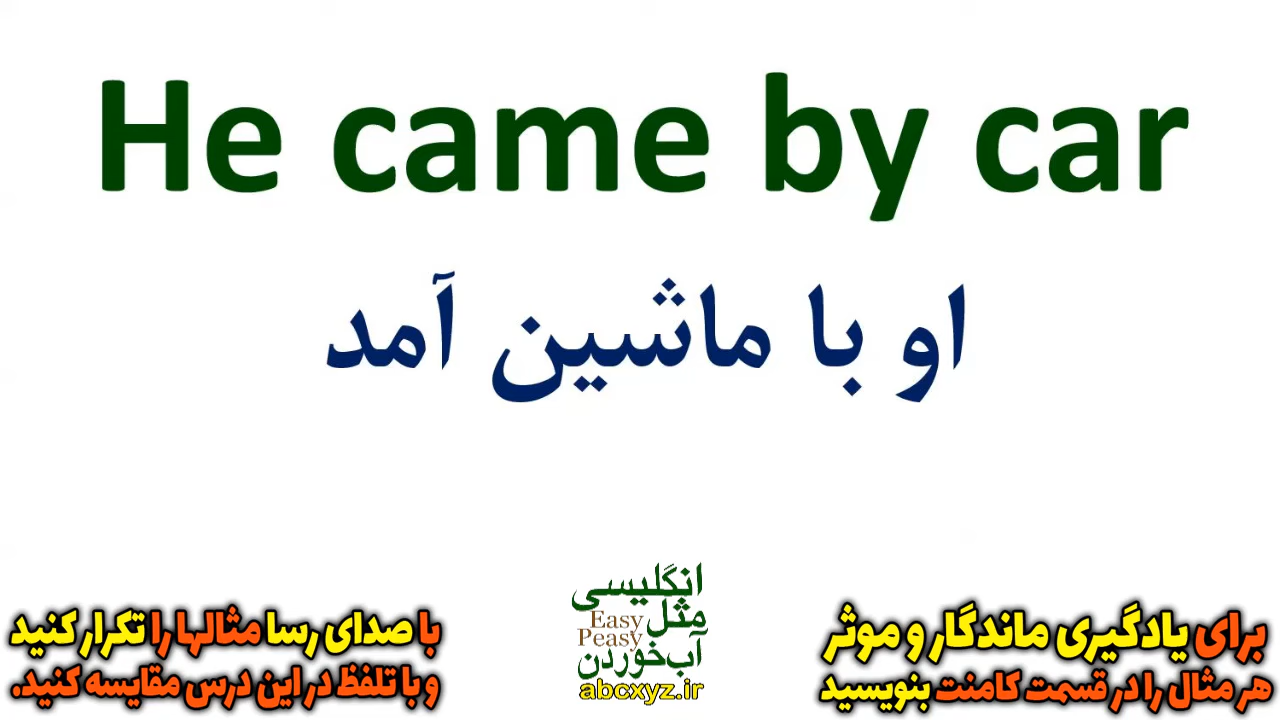 He came by car
او با ماشین آمد
برای یادگیری ماندگار و موثر
هر مثال را در قسمت کامنت بنویسید
انگلیسی
مثل
Easy
Peasy
آب‌خوردن
abcxyz.ir
با صدای رسا مثالها را تکرار کنید
و با تلفظ در این درس مقایسه کنید.